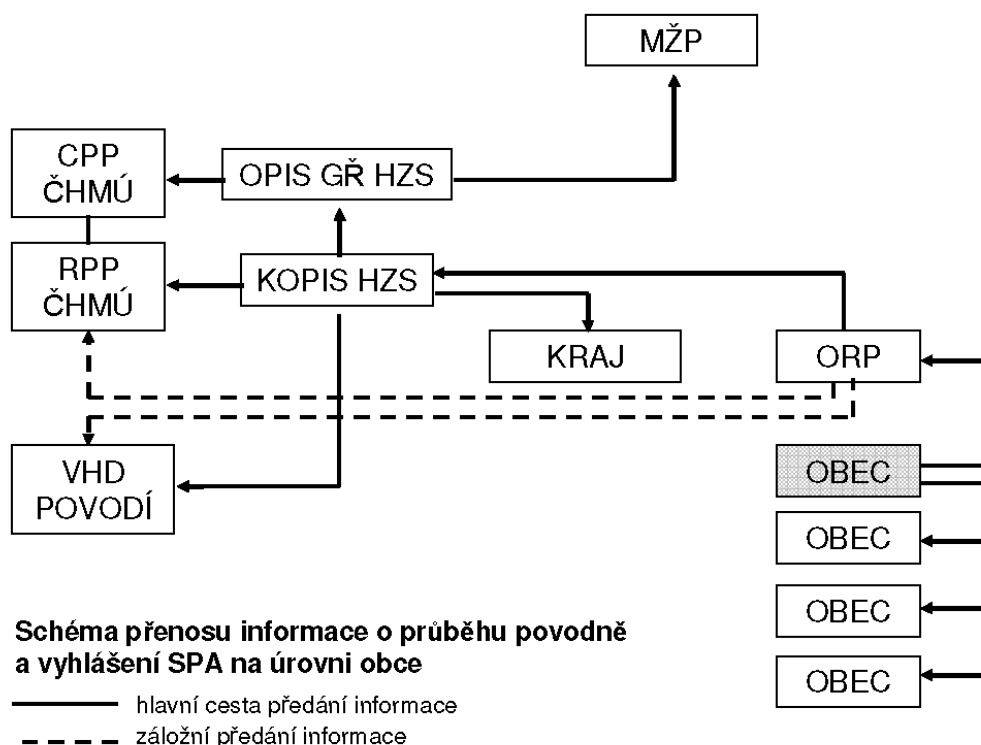 MŽP
CPP
ČHMÚ
OPIS GŘ HZS
RPP
ČHMÚ
KOPIS HZS
KRAJ
ORP
VHD
POVODÍ
OBEC
OBEC
OBEC
OBEC
Schéma přenosu informace o průběhu povodně
a vyhlášení SPA na úrovni obce
hlavní cesta předání informace
záložní předání informace